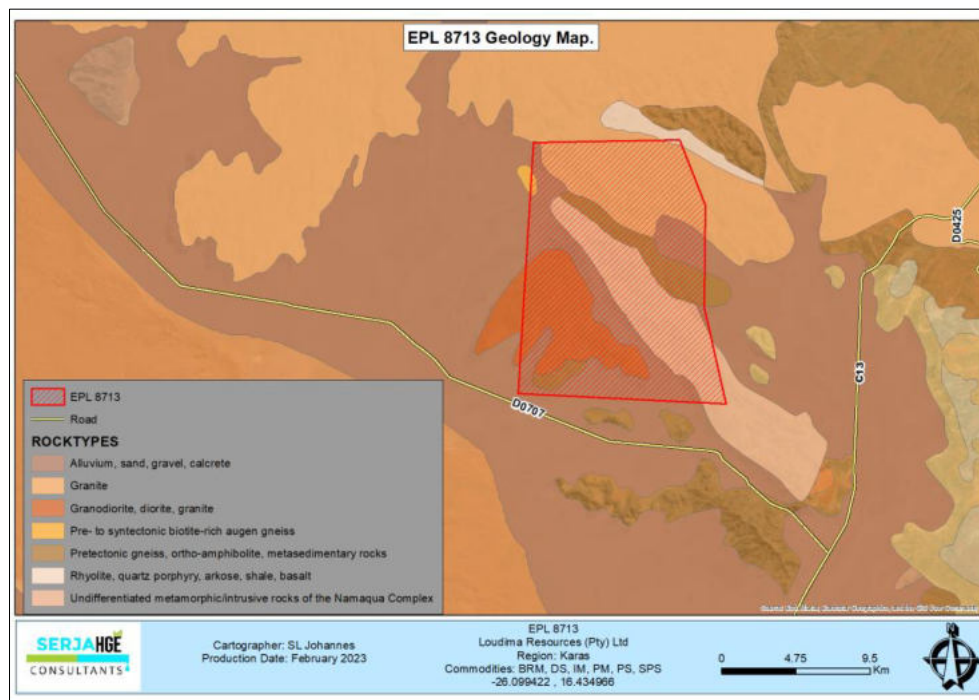 EPL 8713 Geology Map.
D0425
C13
D0707
EPL 8713
Road
ROCKTYPES
Alluvium, sand, gravel, calcrete
Granite
Granodiorite, diorite, granite
Pre- to syntectonic biotite-rich augen gneiss
Pretectonic gneiss, ortho-amphibolite, metasedimentary rocks
Rhyolite, quartz porphyry, arkose, shale, basalt
Undifferentiated metamorphic/intrusive rocks of the Namaqua Complex
SERJAHGE
CONSULTANTS
Cartographer: SL Johannes
Production Date: February 2023
EPL 8713
Loudima Resources (Pty) Ltd
Region: Karas
Commodities: BRM, DS, IM, PM, PS, SPS
-26.099422 , 16.434966
0 4.75 9.5
Km